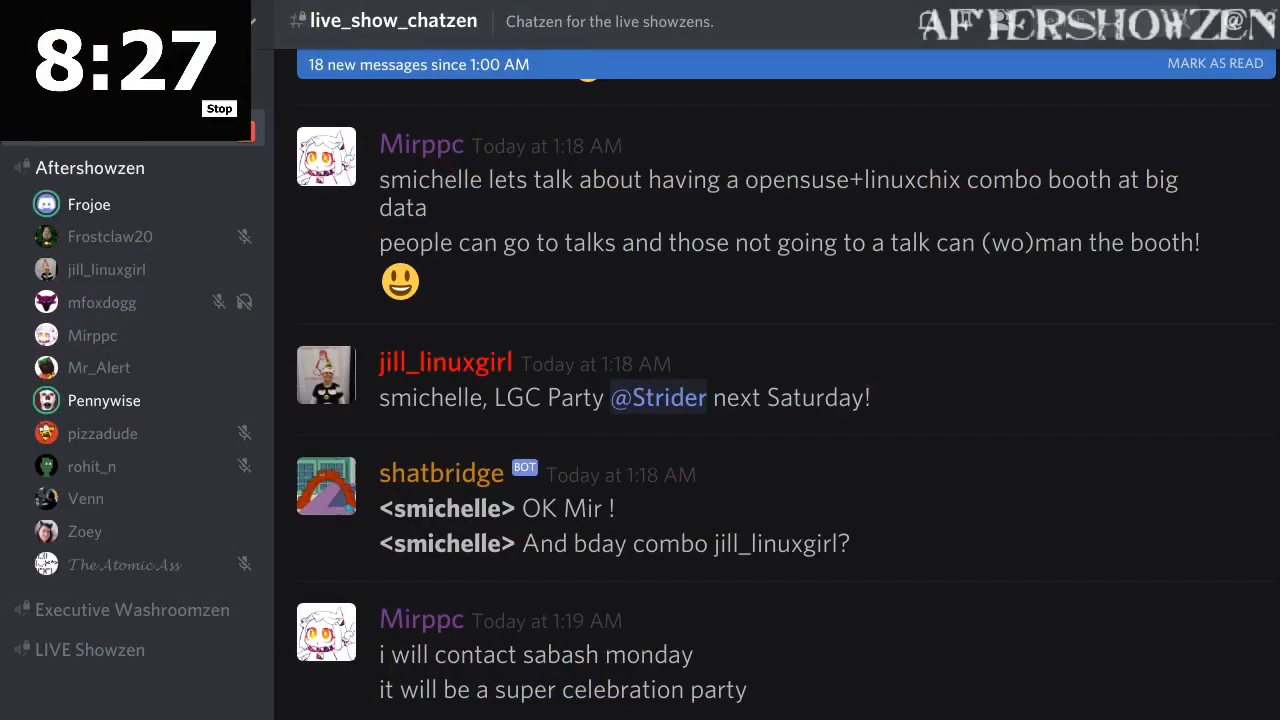 8:27
Stop
live_show_chatzen
Chatzen for the live showzens.
AFTERSHOWZEN
18 new messages since 1:00 AM
MARK AS READ
Aftershowzen
Frojoe
Frostclaw20
jill_linuxgirl
mfoxdogg
Mirppc
Mr_Alert
Pennywise
pizzadude
rohit_n
Venn
Zoey
𝓣𝓱𝓮 𝓐𝓽𝓸𝓶𝓲𝓬 𝓐𝓼𝓼
Executive Washroomzen
LIVE Showzen
Mirppc Today at 1:18 AM
smichelle lets talk about having a opensuse+linuxchix combo booth at big
data
people can go to talks and those not going to a talk can (wo)man the booth!
jill_linuxgirl Today at 1:18 AM
smichelle, LGC Party @Strider next Saturday!
shatbridge BOT Today at 1:18 AM
<smichelle> OK Mir !
<smichelle> And bday combo jill_linuxgirl?
Mirppc Today at 1:19 AM
i will contact sabash monday
it will be a super celebration party